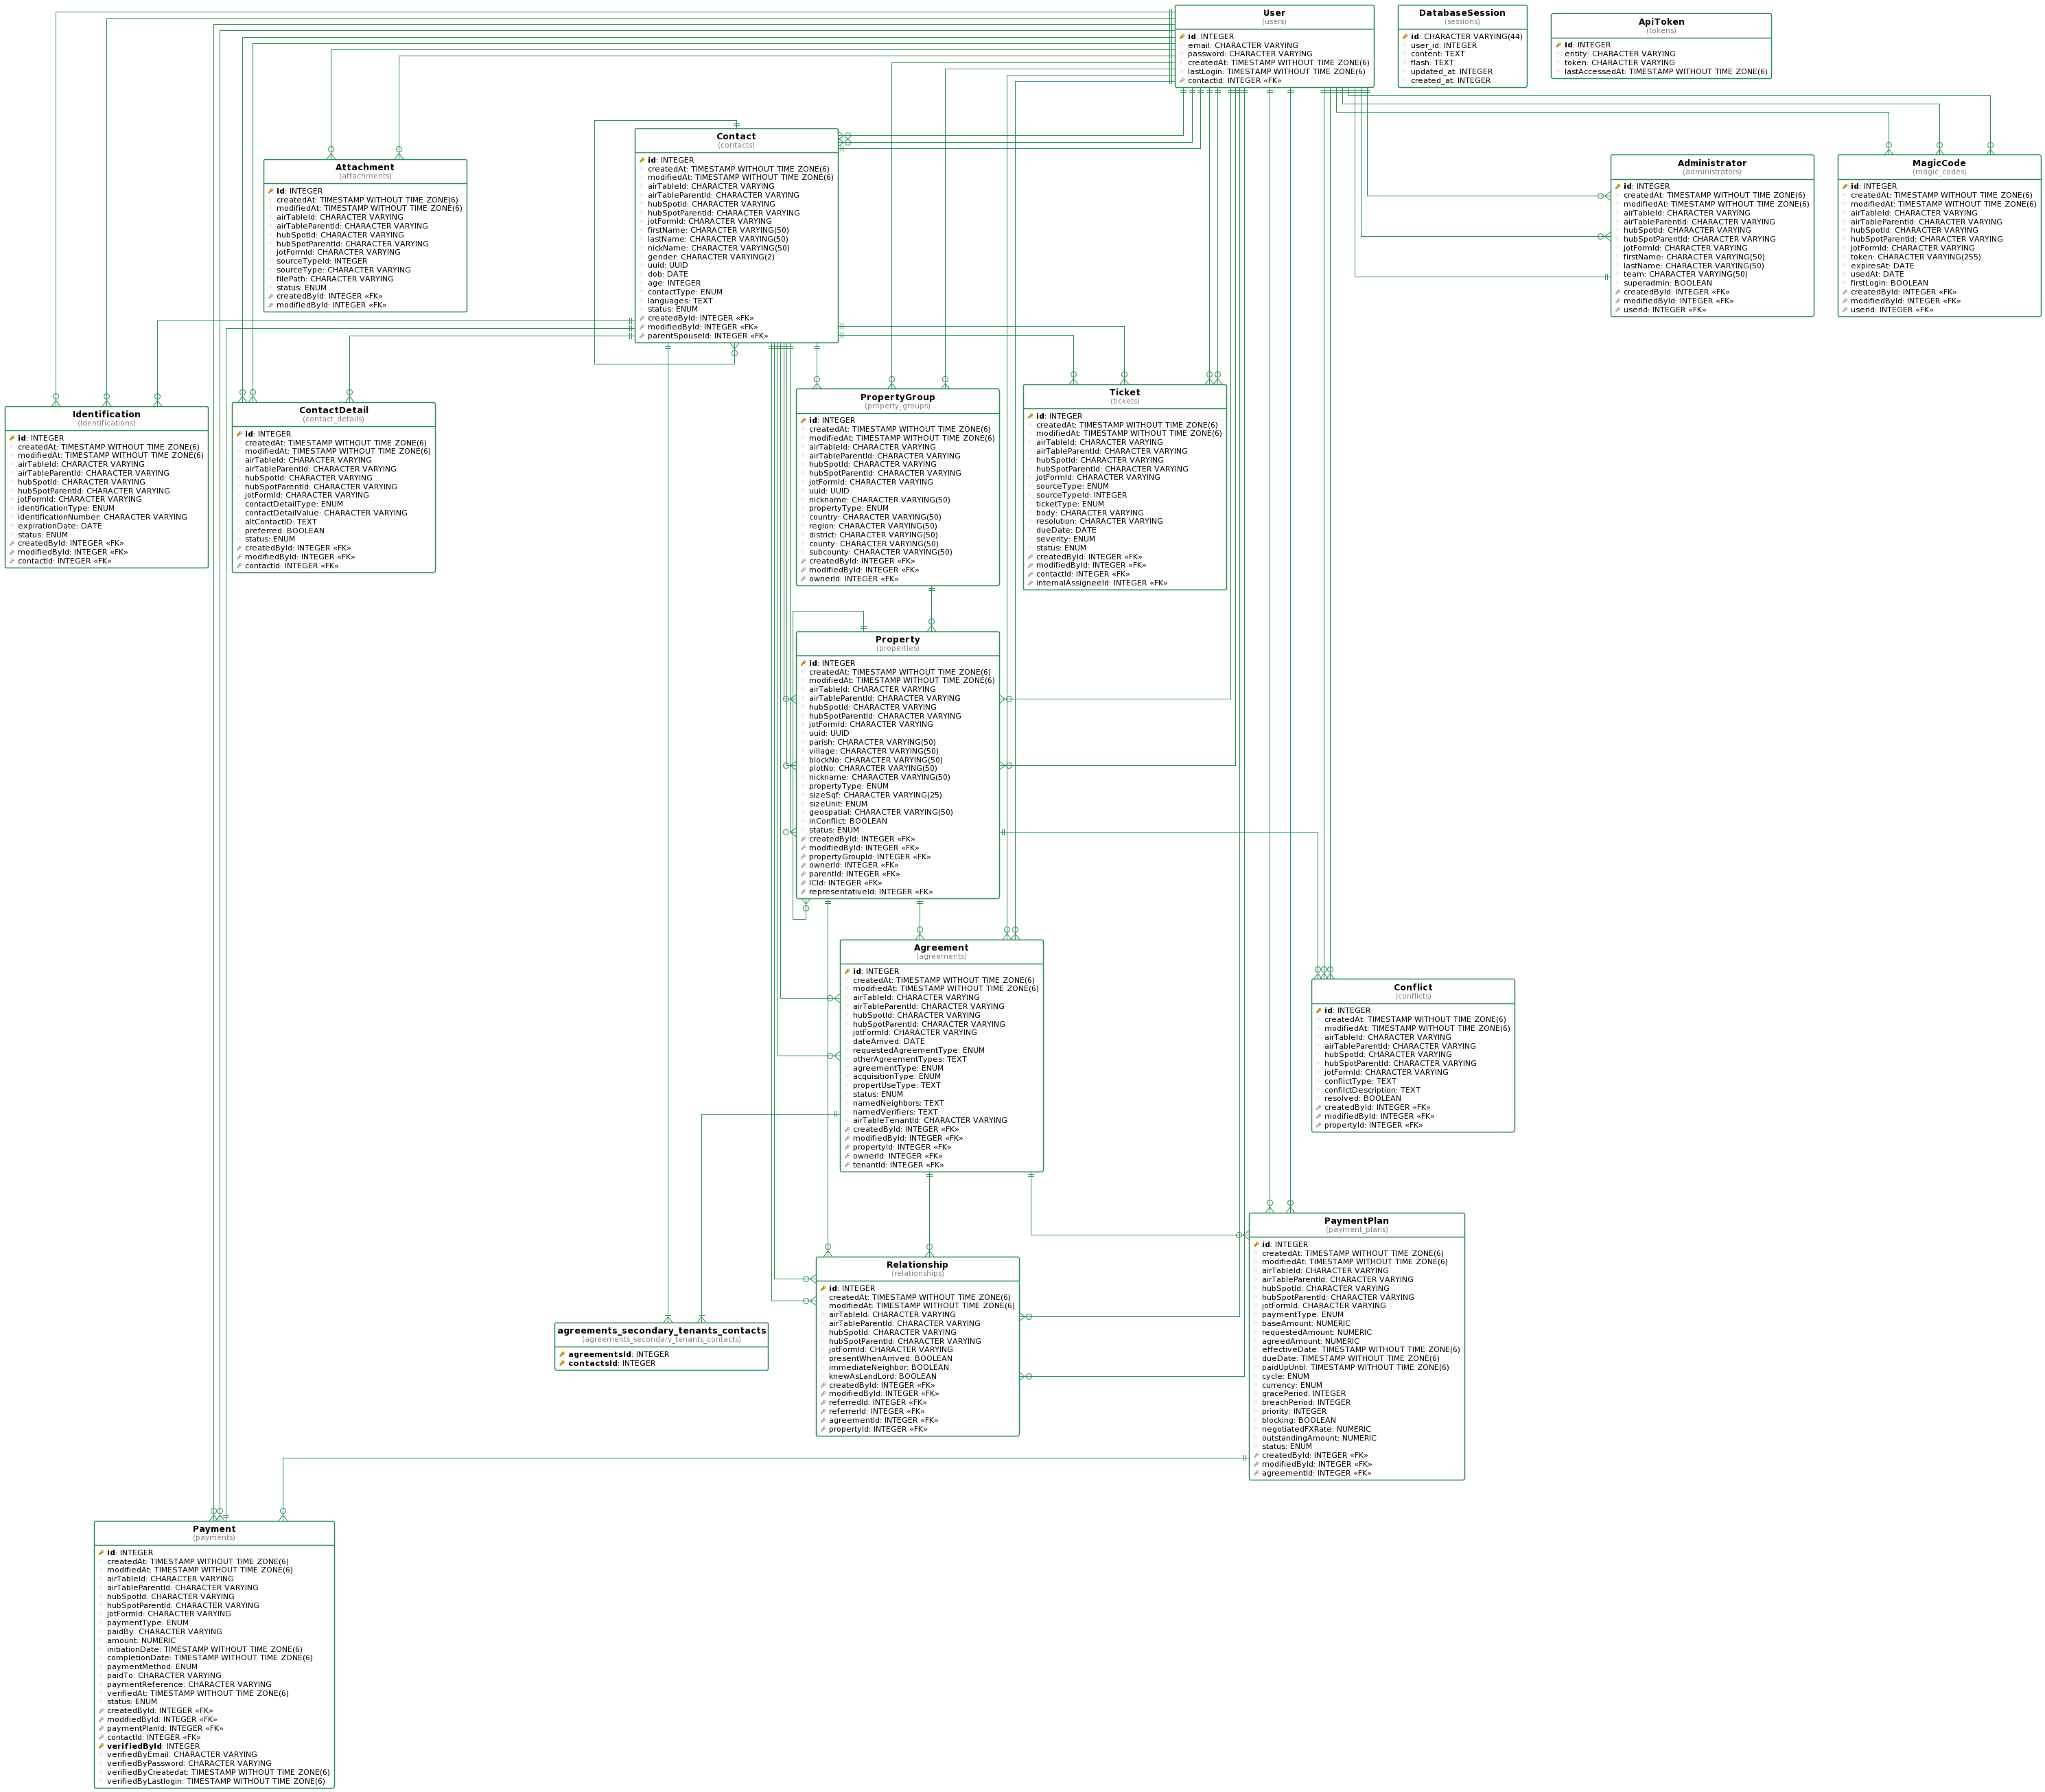 User
(users)
id: INTEGER
email: CHARACTER VARYING
password: CHARACTER VARYING
createdAt: TIMESTAMP WITHOUT TIME ZONE(6)
lastLogin: TIMESTAMP WITHOUT TIME ZONE(6)
contactId: INTEGER «FK»
DatabaseSession
(sessions)
id: CHARACTER VARYING(44)
user_id: INTEGER
content: TEXT
flash: TEXT
updated_at: INTEGER
created_at: INTEGER
ApiToken
(tokens)
id: INTEGER
entity: CHARACTER VARYING
token: CHARACTER VARYING
lastAccessedAt: TIMESTAMP WITHOUT TIME ZONE(6)
Contact
(contacts)
id: INTEGER
createdAt: TIMESTAMP WITHOUT TIME ZONE(6)
modifiedAt: TIMESTAMP WITHOUT TIME ZONE(6)
airTableId: CHARACTER VARYING
airTableParentId: CHARACTER VARYING
hubSpotId: CHARACTER VARYING
hubSpotParentId: CHARACTER VARYING
jotFormId: CHARACTER VARYING
firstName: CHARACTER VARYING(50)
lastName: CHARACTER VARYING(50)
nickName: CHARACTER VARYING(50)
gender: CHARACTER VARYING(2)
uuid: UUID
dob: DATE
age: INTEGER
contactType: ENUM
languages: TEXT
status: ENUM
createdById: INTEGER «FK»
modifiedById: INTEGER «FK»
parentSpouseId: INTEGER «FK»
Attachment
(attachments)
id: INTEGER
createdAt: TIMESTAMP WITHOUT TIME ZONE(6)
modifiedAt: TIMESTAMP WITHOUT TIME ZONE(6)
airTableId: CHARACTER VARYING
airTableParentId: CHARACTER VARYING
hubSpotId: CHARACTER VARYING
hubSpotParentId: CHARACTER VARYING
jotFormId: CHARACTER VARYING
sourceTypeId: INTEGER
sourceType: CHARACTER VARYING
filePath: CHARACTER VARYING
status: ENUM
createdById: INTEGER «FK»
modifiedById: INTEGER «FK»
Administrator
(administrators)
id: INTEGER
createdAt: TIMESTAMP WITHOUT TIME ZONE(6)
modifiedAt: TIMESTAMP WITHOUT TIME ZONE(6)
airTableId: CHARACTER VARYING
airTableParentId: CHARACTER VARYING
hubSpotId: CHARACTER VARYING
hubSpotParentId: CHARACTER VARYING
jotFormId: CHARACTER VARYING
firstName: CHARACTER VARYING(50)
lastName: CHARACTER VARYING(50)
team: CHARACTER VARYING(50)
superadmin: BOOLEAN
createdById: INTEGER «FK»
modifiedById: INTEGER «FK»
userId: INTEGER «FK»
MagicCode
(magic_codes)
id: INTEGER
createdAt: TIMESTAMP WITHOUT TIME ZONE(6)
modifiedAt: TIMESTAMP WITHOUT TIME ZONE(6)
airTableId: CHARACTER VARYING
airTableParentId: CHARACTER VARYING
hubSpotId: CHARACTER VARYING
hubSpotParentId: CHARACTER VARYING
jotFormId: CHARACTER VARYING
token: CHARACTER VARYING(255)
expiresAt: DATE
usedAt: DATE
firstLogin: BOOLEAN
createdById: INTEGER «FK»
modifiedById: INTEGER «FK»
userId: INTEGER «FK»
Identification
(identifications)
id: INTEGER
createdAt: TIMESTAMP WITHOUT TIME ZONE(6)
modifiedAt: TIMESTAMP WITHOUT TIME ZONE(6)
airTableId: CHARACTER VARYING
airTableParentId: CHARACTER VARYING
hubSpotId: CHARACTER VARYING
hubSpotParentId: CHARACTER VARYING
jotFormId: CHARACTER VARYING
identificationType: ENUM
identificationNumber: CHARACTER VARYING
expirationDate: DATE
status: ENUM
createdById: INTEGER «FK»
modifiedById: INTEGER «FK»
contactId: INTEGER «FK»
ContactDetail
(contact_details)
id: INTEGER
createdAt: TIMESTAMP WITHOUT TIME ZONE(6)
modifiedAt: TIMESTAMP WITHOUT TIME ZONE(6)
airTableId: CHARACTER VARYING
airTableParentId: CHARACTER VARYING
hubSpotId: CHARACTER VARYING
hubSpotParentId: CHARACTER VARYING
jotFormId: CHARACTER VARYING
contactDetailType: ENUM
contactDetailValue: CHARACTER VARYING
altContactID: TEXT
preferred: BOOLEAN
status: ENUM
createdById: INTEGER «FK»
modifiedById: INTEGER «FK»
contactId: INTEGER «FK»
PropertyGroup
(property_groups)
id: INTEGER
createdAt: TIMESTAMP WITHOUT TIME ZONE(6)
modifiedAt: TIMESTAMP WITHOUT TIME ZONE(6)
airTableId: CHARACTER VARYING
airTableParentId: CHARACTER VARYING
hubSpotId: CHARACTER VARYING
hubSpotParentId: CHARACTER VARYING
jotFormId: CHARACTER VARYING
uuid: UUID
nickname: CHARACTER VARYING(50)
propertyType: ENUM
country: CHARACTER VARYING(50)
region: CHARACTER VARYING(50)
district: CHARACTER VARYING(50)
county: CHARACTER VARYING(50)
subcounty: CHARACTER VARYING(50)
createdById: INTEGER «FK»
modifiedById: INTEGER «FK»
ownerId: INTEGER «FK»
Ticket
(tickets)
id: INTEGER
createdAt: TIMESTAMP WITHOUT TIME ZONE(6)
modifiedAt: TIMESTAMP WITHOUT TIME ZONE(6)
airTableId: CHARACTER VARYING
airTableParentId: CHARACTER VARYING
hubSpotId: CHARACTER VARYING
hubSpotParentId: CHARACTER VARYING
jotFormId: CHARACTER VARYING
sourceType: ENUM
sourceTypeId: INTEGER
ticketType: ENUM
body: CHARACTER VARYING
resolution: CHARACTER VARYING
dueDate: DATE
severity: ENUM
status: ENUM
createdById: INTEGER «FK»
modifiedById: INTEGER «FK»
contactId: INTEGER «FK»
internalAssigneeId: INTEGER «FK»
Property
(properties)
id: INTEGER
createdAt: TIMESTAMP WITHOUT TIME ZONE(6)
modifiedAt: TIMESTAMP WITHOUT TIME ZONE(6)
airTableId: CHARACTER VARYING
airTableParentId: CHARACTER VARYING
hubSpotId: CHARACTER VARYING
hubSpotParentId: CHARACTER VARYING
jotFormId: CHARACTER VARYING
uuid: UUID
parish: CHARACTER VARYING(50)
village: CHARACTER VARYING(50)
blockNo: CHARACTER VARYING(50)
plotNo: CHARACTER VARYING(50)
nickname: CHARACTER VARYING(50)
propertyType: ENUM
sizeSqf: CHARACTER VARYING(25)
sizeUnit: ENUM
geospatial: CHARACTER VARYING(50)
inConflict: BOOLEAN
status: ENUM
createdById: INTEGER «FK»
modifiedById: INTEGER «FK»
propertyGroupId: INTEGER «FK»
ownerId: INTEGER «FK»
parentId: INTEGER «FK»
lCId: INTEGER «FK»
representativeId: INTEGER «FK»
Agreement
(agreements)
id: INTEGER
createdAt: TIMESTAMP WITHOUT TIME ZONE(6)
modifiedAt: TIMESTAMP WITHOUT TIME ZONE(6)
airTableId: CHARACTER VARYING
airTableParentId: CHARACTER VARYING
hubSpotId: CHARACTER VARYING
hubSpotParentId: CHARACTER VARYING
jotFormId: CHARACTER VARYING
dateArrived: DATE
requestedAgreementType: ENUM
otherAgreementTypes: TEXT
agreementType: ENUM
acquisitionType: ENUM
propertUseType: TEXT
status: ENUM
namedNeighbors: TEXT
namedVerifiers: TEXT
airTableTenantId: CHARACTER VARYING
createdById: INTEGER «FK»
modifiedById: INTEGER «FK»
propertyId: INTEGER «FK»
ownerId: INTEGER «FK»
tenantId: INTEGER «FK»
Conflict
(conflicts)
id: INTEGER
createdAt: TIMESTAMP WITHOUT TIME ZONE(6)
modifiedAt: TIMESTAMP WITHOUT TIME ZONE(6)
airTableId: CHARACTER VARYING
airTableParentId: CHARACTER VARYING
hubSpotId: CHARACTER VARYING
hubSpotParentId: CHARACTER VARYING
jotFormId: CHARACTER VARYING
conflictType: TEXT
confilctDescription: TEXT
resolved: BOOLEAN
createdById: INTEGER «FK»
modifiedById: INTEGER «FK»
propertyId: INTEGER «FK»
PaymentPlan
(payment_plans)
id: INTEGER
createdAt: TIMESTAMP WITHOUT TIME ZONE(6)
modifiedAt: TIMESTAMP WITHOUT TIME ZONE(6)
airTableId: CHARACTER VARYING
airTableParentId: CHARACTER VARYING
hubSpotId: CHARACTER VARYING
hubSpotParentId: CHARACTER VARYING
jotFormId: CHARACTER VARYING
paymentType: ENUM
baseAmount: NUMERIC
requestedAmount: NUMERIC
agreedAmount: NUMERIC
effectiveDate: TIMESTAMP WITHOUT TIME ZONE(6)
dueDate: TIMESTAMP WITHOUT TIME ZONE(6)
paidUpUntil: TIMESTAMP WITHOUT TIME ZONE(6)
cycle: ENUM
currency: ENUM
gracePeriod: INTEGER
breachPeriod: INTEGER
priority: INTEGER
blocking: BOOLEAN
negotiatedFXRate: NUMERIC
outstandingAmount: NUMERIC
status: ENUM
createdById: INTEGER «FK»
modifiedById: INTEGER «FK»
agreementId: INTEGER «FK»
Relationship
(relationships)
id: INTEGER
createdAt: TIMESTAMP WITHOUT TIME ZONE(6)
modifiedAt: TIMESTAMP WITHOUT TIME ZONE(6)
airTableId: CHARACTER VARYING
airTableParentId: CHARACTER VARYING
hubSpotId: CHARACTER VARYING
hubSpotParentId: CHARACTER VARYING
jotFormId: CHARACTER VARYING
presentWhenArrived: BOOLEAN
immediateNeighbor: BOOLEAN
knewAsLandLord: BOOLEAN
createdById: INTEGER «FK»
modifiedById: INTEGER «FK»
referredId: INTEGER «FK»
referrerId: INTEGER «FK»
agreementId: INTEGER «FK»
propertyId: INTEGER «FK»
agreements_secondary_tenants_contacts
(agreements_secondary_tenants_contacts)
agreementsId: INTEGER
contactsId: INTEGER
Payment
(payments)
id: INTEGER
createdAt: TIMESTAMP WITHOUT TIME ZONE(6)
modifiedAt: TIMESTAMP WITHOUT TIME ZONE(6)
airTableId: CHARACTER VARYING
airTableParentId: CHARACTER VARYING
hubSpotId: CHARACTER VARYING
hubSpotParentId: CHARACTER VARYING
jotFormId: CHARACTER VARYING
paymentType: ENUM
paidBy: CHARACTER VARYING
amount: NUMERIC
initiationDate: TIMESTAMP WITHOUT TIME ZONE(6)
completionDate: TIMESTAMP WITHOUT TIME ZONE(6)
paymentMethod: ENUM
paidTo: CHARACTER VARYING
paymentReference: CHARACTER VARYING
verifiedAt: TIMESTAMP WITHOUT TIME ZONE(6)
status: ENUM
createdById: INTEGER «FK»
modifiedById: INTEGER «FK»
paymentPlanId: INTEGER «FK»
contactId: INTEGER «FK»
verifiedById: INTEGER
verifiedByEmail: CHARACTER VARYING
verifiedByPassword: CHARACTER VARYING
verifiedByCreatedat: TIMESTAMP WITHOUT TIME ZONE(6)
verifiedByLastlogin: TIMESTAMP WITHOUT TIME ZONE(6)